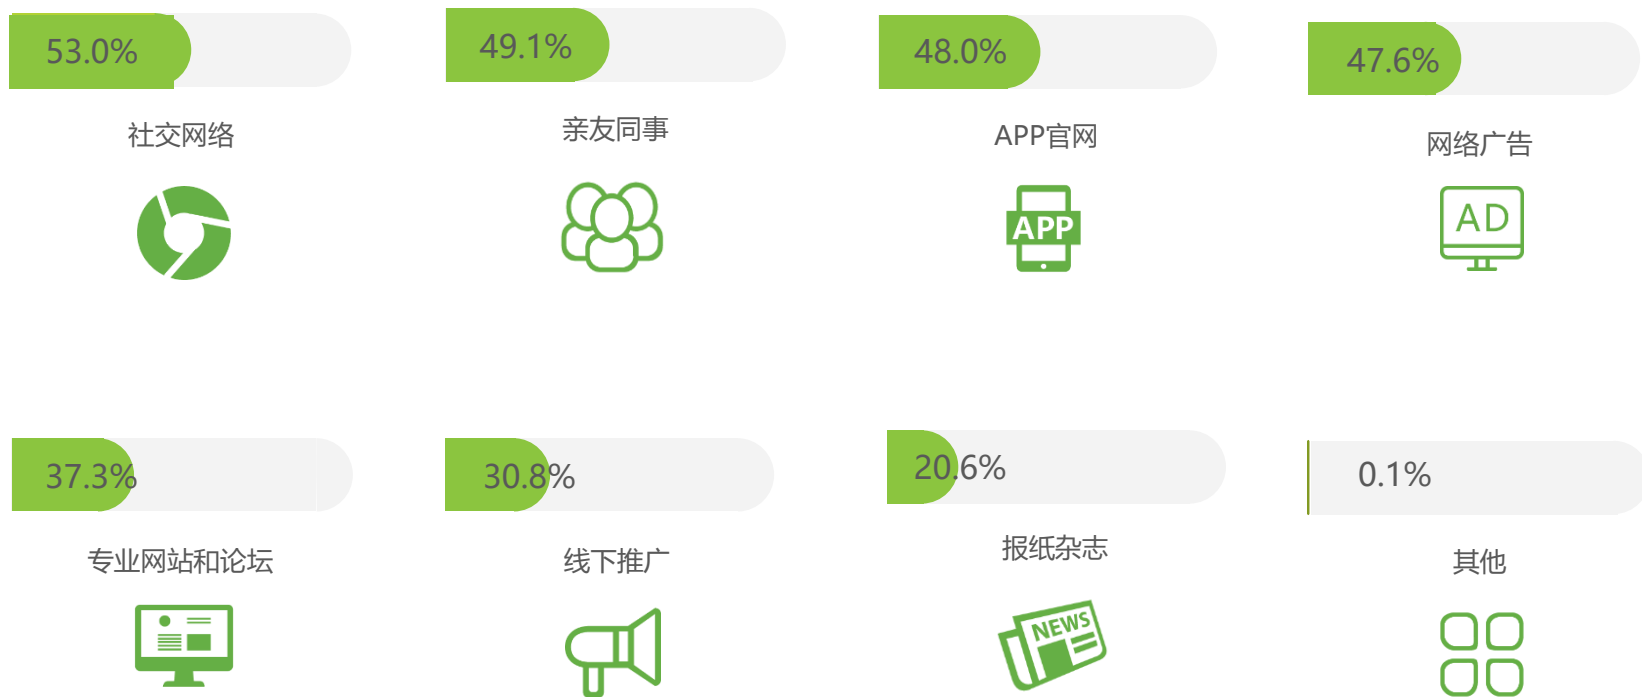 53.0%
49.1%
48.0%
47.6%
社交网络
亲友同事
APP官网
网络广告
APP
AD
37.3%
30.8%
20.6%
0.1%
专业网站和论坛
线下推广
报纸杂志
其他
NEWS